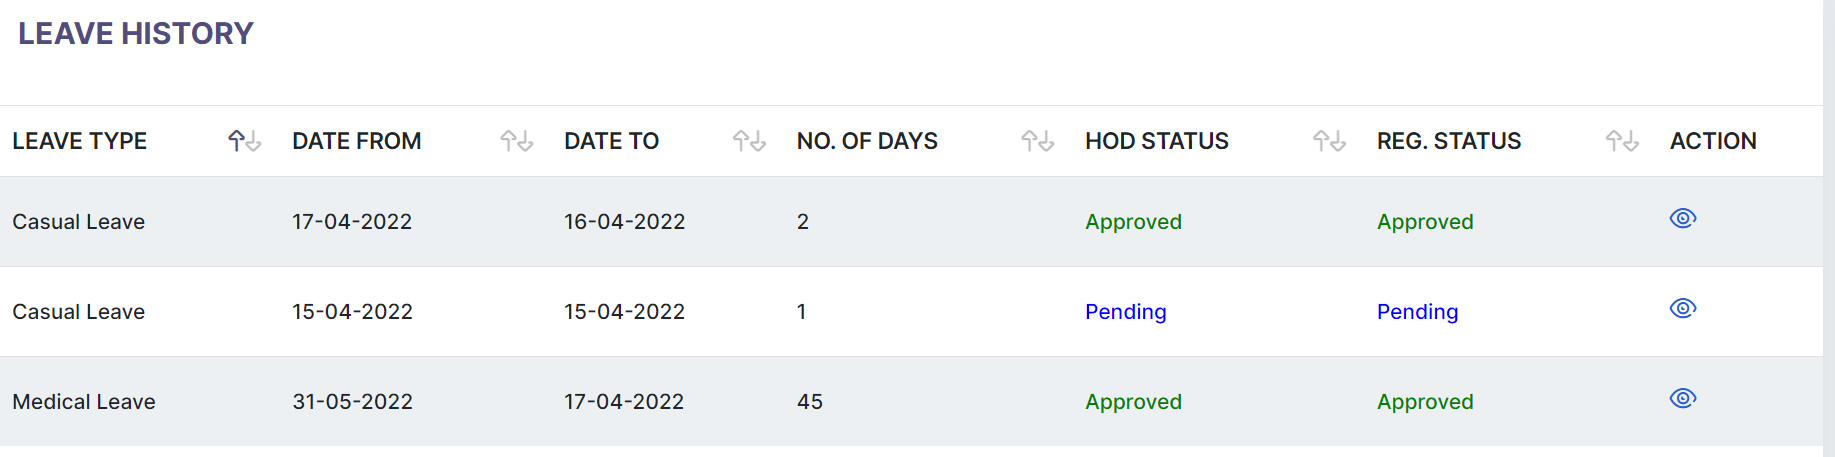 LEAVE HISTORY
LEAVE TYPE DATE FROM DATE TO NO. OF DAYS HOD STATUS REG. STATUS ACTION
Casual Leave 17-04-2022 16-04-2022 2 Approved Approved
Casual Leave 15-04-2022 15-04-2022 1 Pending Pending
Medical Leave 31-05-2022 17-04-2022 45 Approved Approved